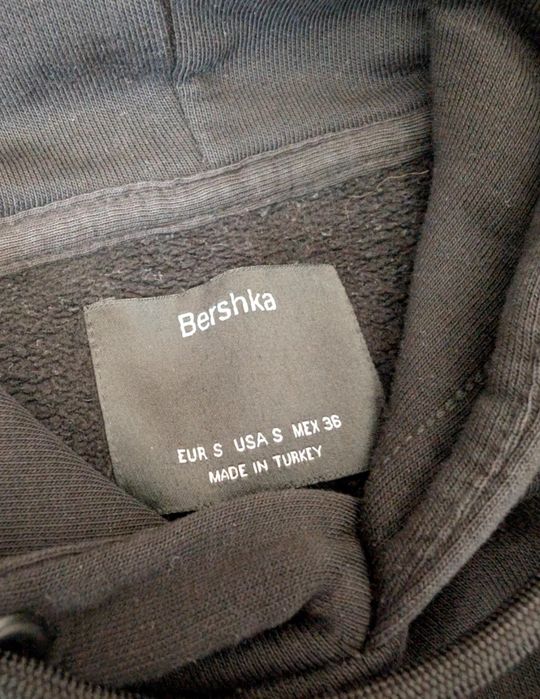 Bershka
EUR S USA S MEX 36
MADE IN TURKEY